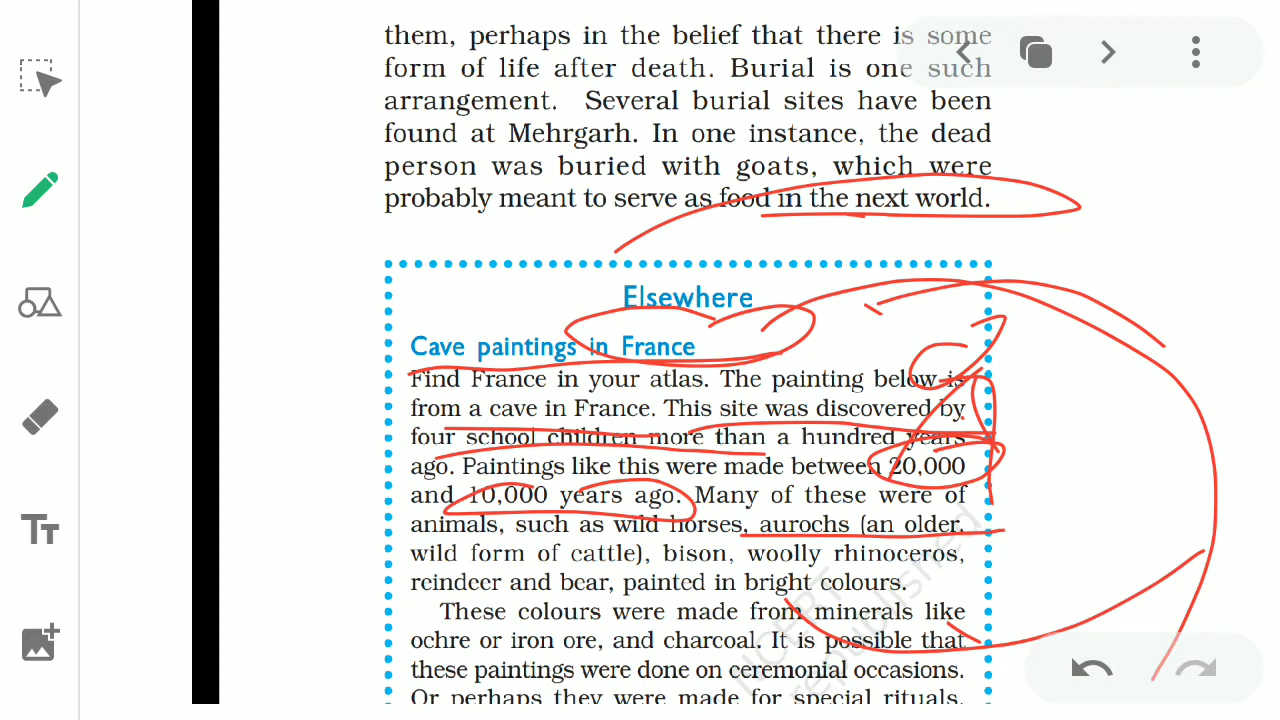 them, perhaps in the belief that there is some
form of life after death. Burial is one such
arrangement. Several burial sites have been
found at Mehrgarh. In one instance, the dead
person was buried with goats, which were
probably meant to serve as food in the next world.
Elsewhere
Cave paintings in France
Find France in your atlas. The painting below is
from a cave in France. This site was discovered by
four school children more than a hundred years
ago. Paintings like this were made between 20,000
and 10,000 years ago. Many of these were of
animals, such as wild horses, aurochs (an older,
wild form of cattle), bison, woolly rhinoceros,
reindeer and bear, painted in bright colours.
These colours were made from minerals like
ochre or iron ore, and charcoal. It is possible that
these paintings were done on ceremonial occasions.
Or perhaps they were made for special rituals,
NCERT
republished
TT